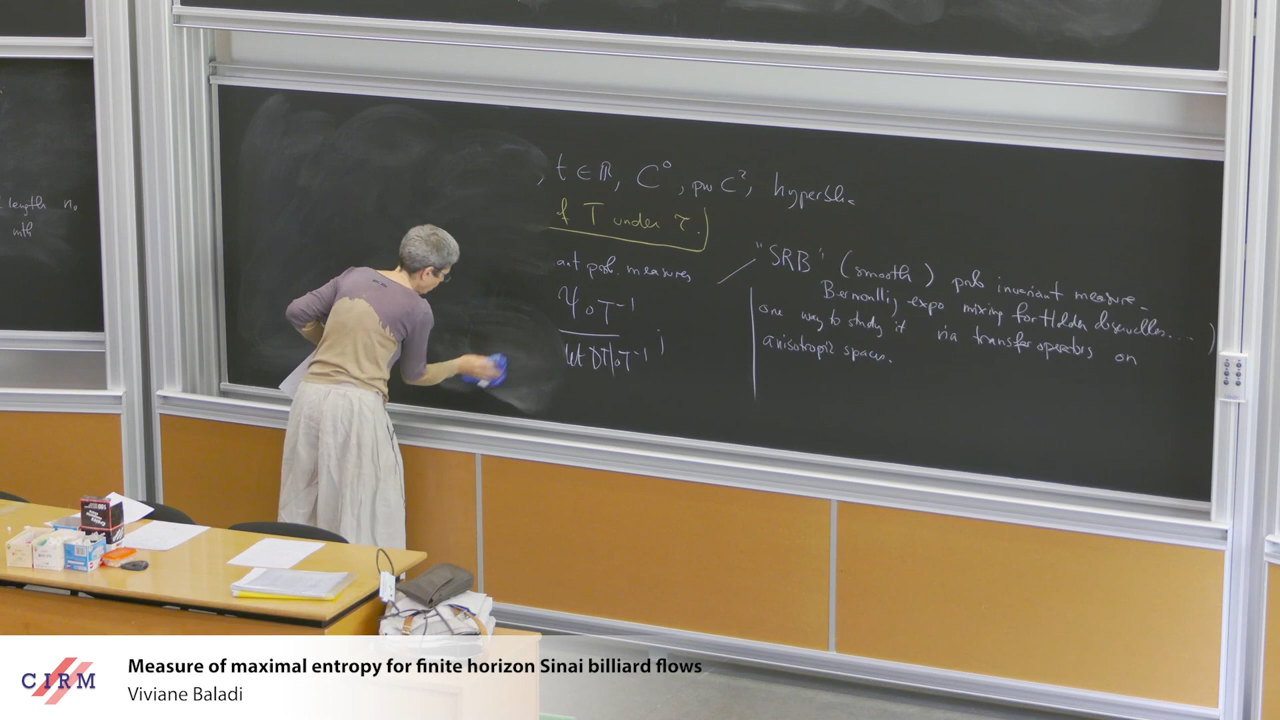 length n
mth
, t ∈ ℝ, C⁰, pw C², hyperbolic
of T under τ.)
ant prob. measures
"SRB" (smooth) prob invariant measure
Bernoulli, expo mixing for Hölder observables...)
one way to study it via transfer operators on
anisotropic spaces.
ψ ∘ T⁻¹
det DT|∘T⁻¹ ;
CIRM
Measure of maximal entropy for finite horizon Sinai billiard flows
Viviane Baladi